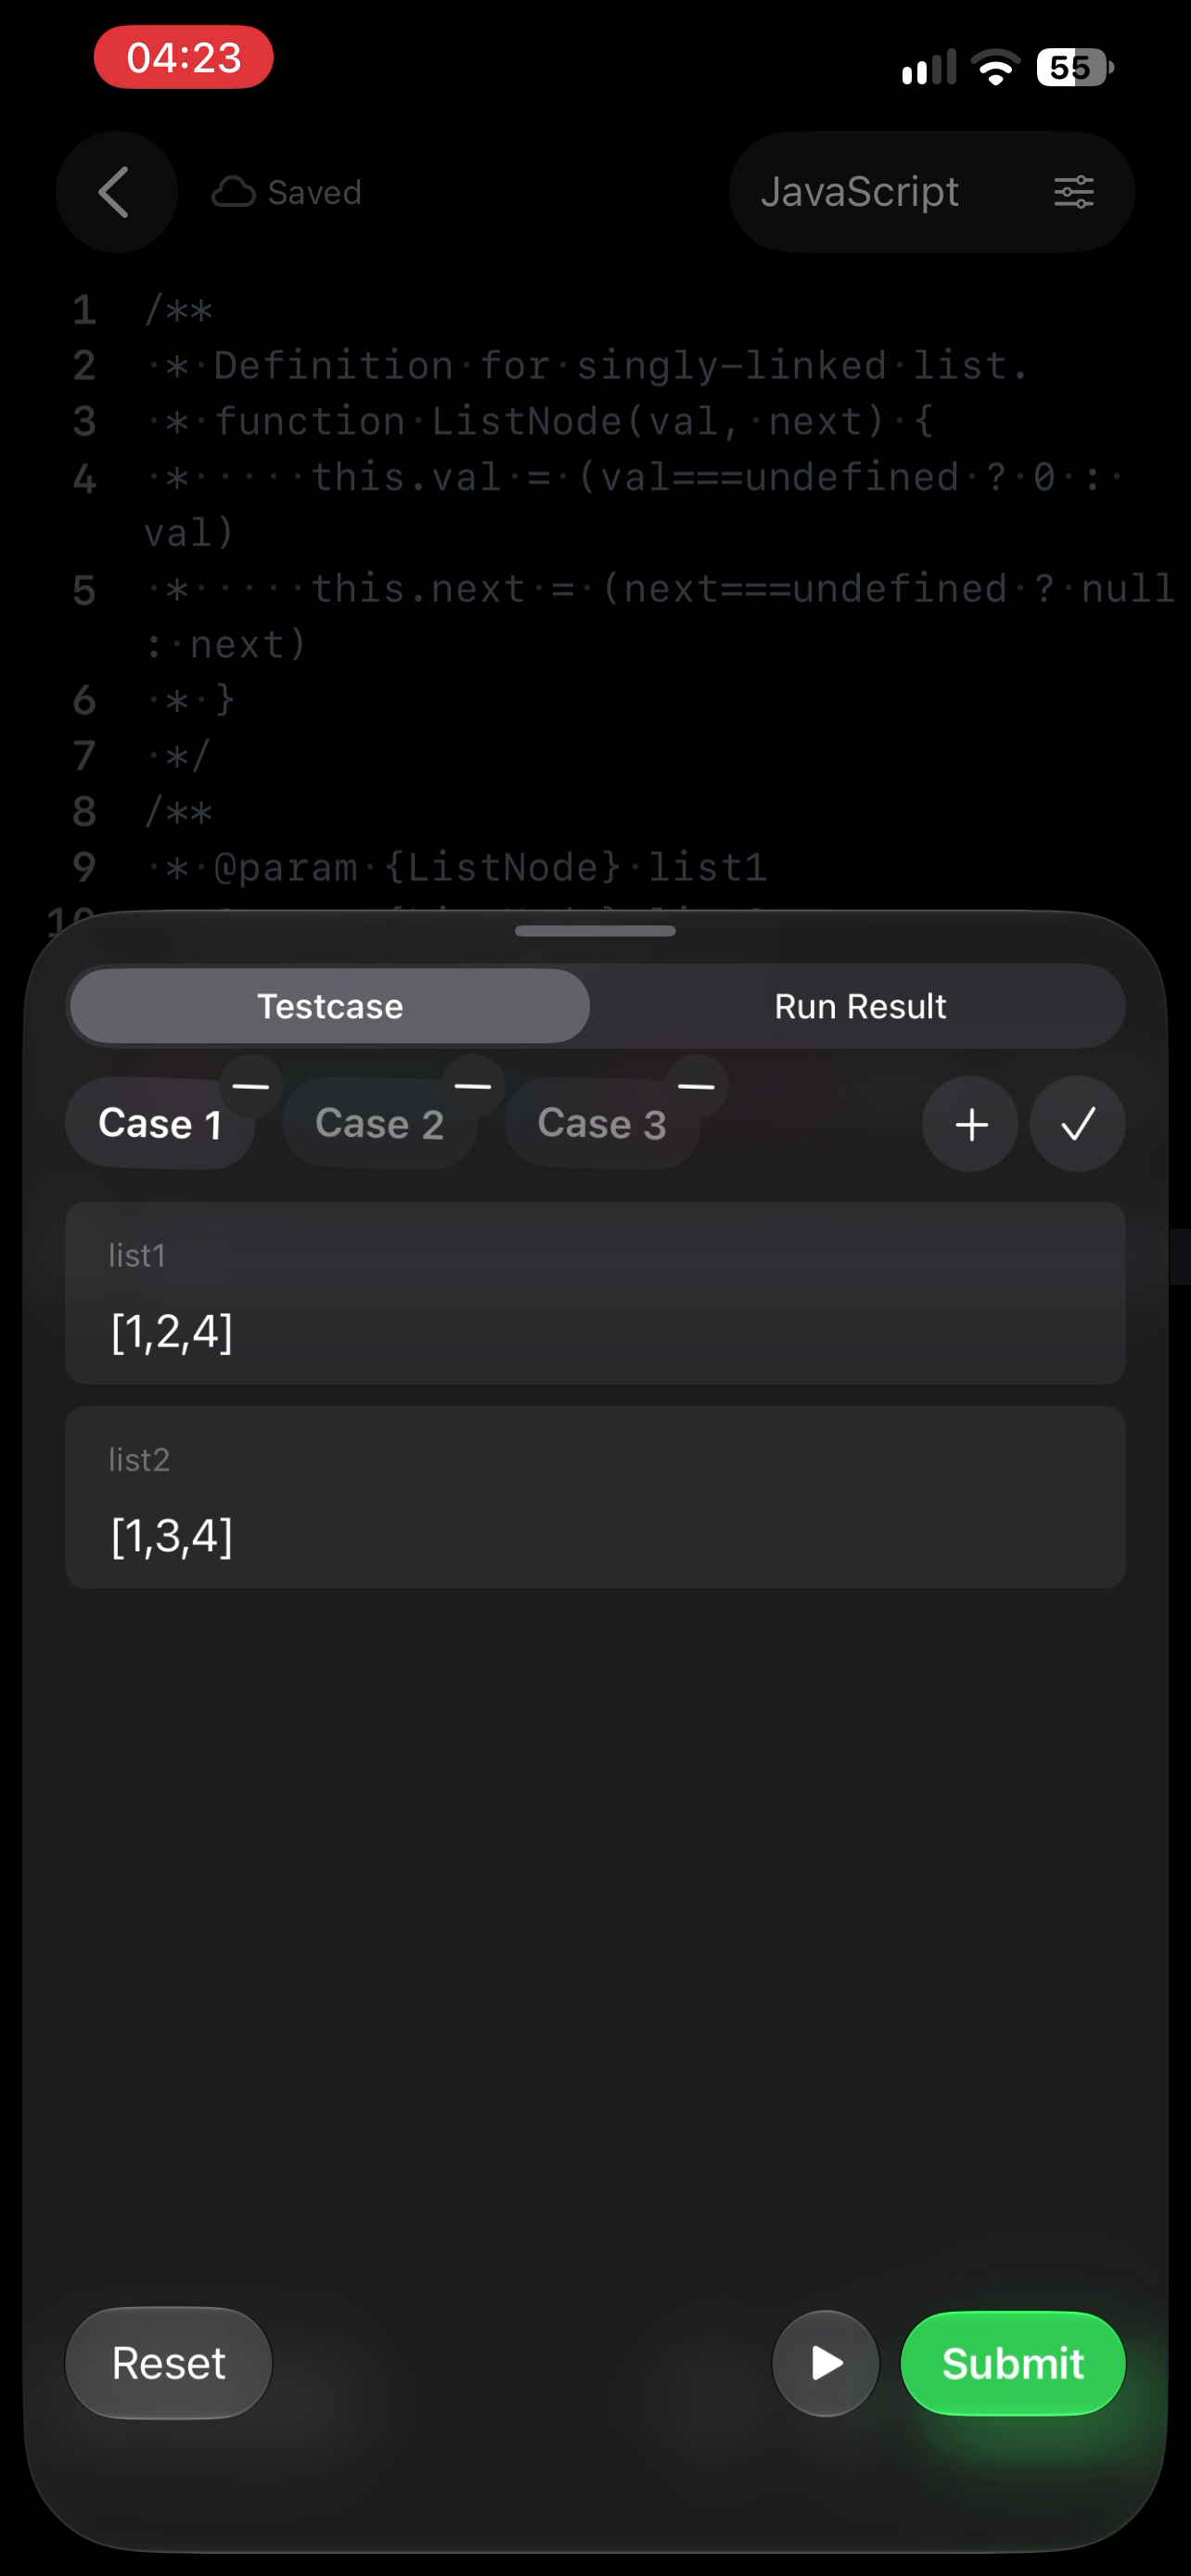 04:23
55
Saved
JavaScript
1 /**
2 * Definition for singly-linked list.
3 * function ListNode(val, next) {
4 *     this.val = (val===undefined ? 0 :
val)
5 *     this.next = (next===undefined ? null
: next)
6 * }
7 */
8 /**
9 * @param {ListNode} list1
10
Testcase
Run Result
Case 1
Case 2
Case 3
list1
[1,2,4]
list2
[1,3,4]
Reset
Submit